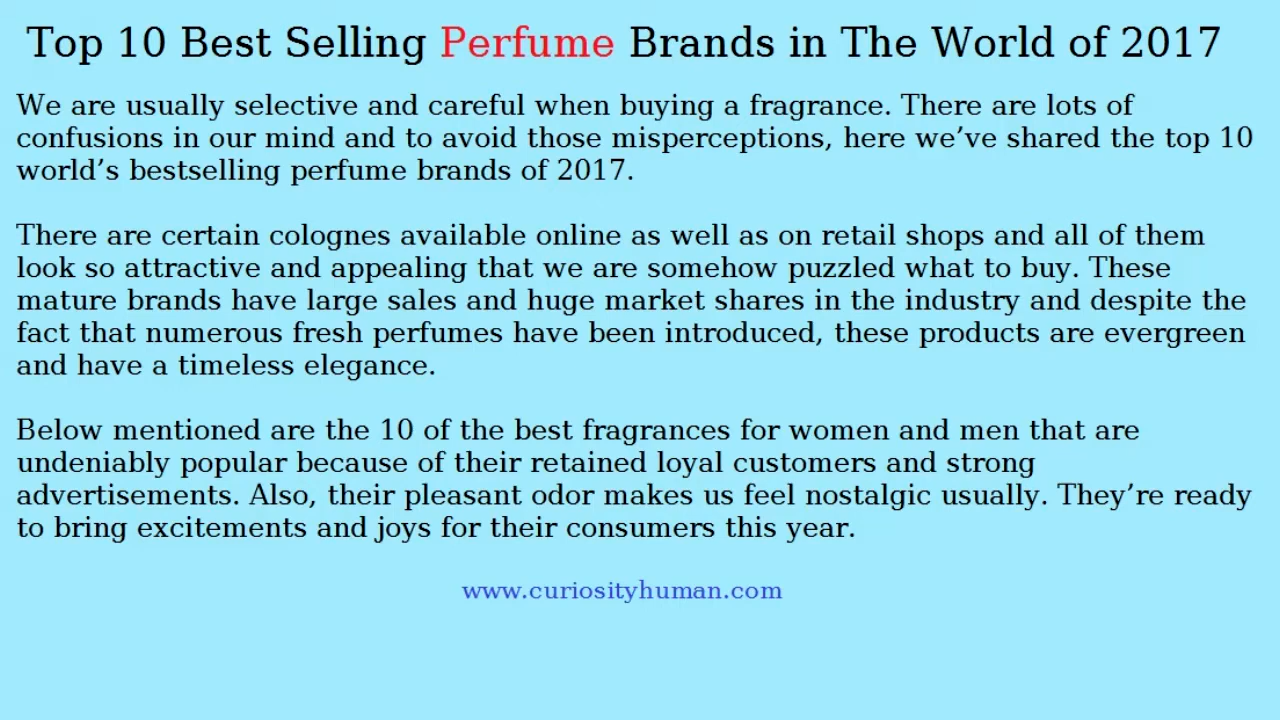 Top 10 Best Selling Perfume Brands in The World of 2017
We are usually selective and careful when buying a fragrance. There are lots of
confusions in our mind and to avoid those misperceptions, here we’ve shared the top 10
world’s bestselling perfume brands of 2017.
There are certain colognes available online as well as on retail shops and all of them
look so attractive and appealing that we are somehow puzzled what to buy. These
mature brands have large sales and huge market shares in the industry and despite the
fact that numerous fresh perfumes have been introduced, these products are evergreen
and have a timeless elegance.
Below mentioned are the 10 of the best fragrances for women and men that are
undeniably popular because of their retained loyal customers and strong
advertisements. Also, their pleasant odor makes us feel nostalgic usually. They’re ready
to bring excitements and joys for their consumers this year.
www.curiosityhuman.com